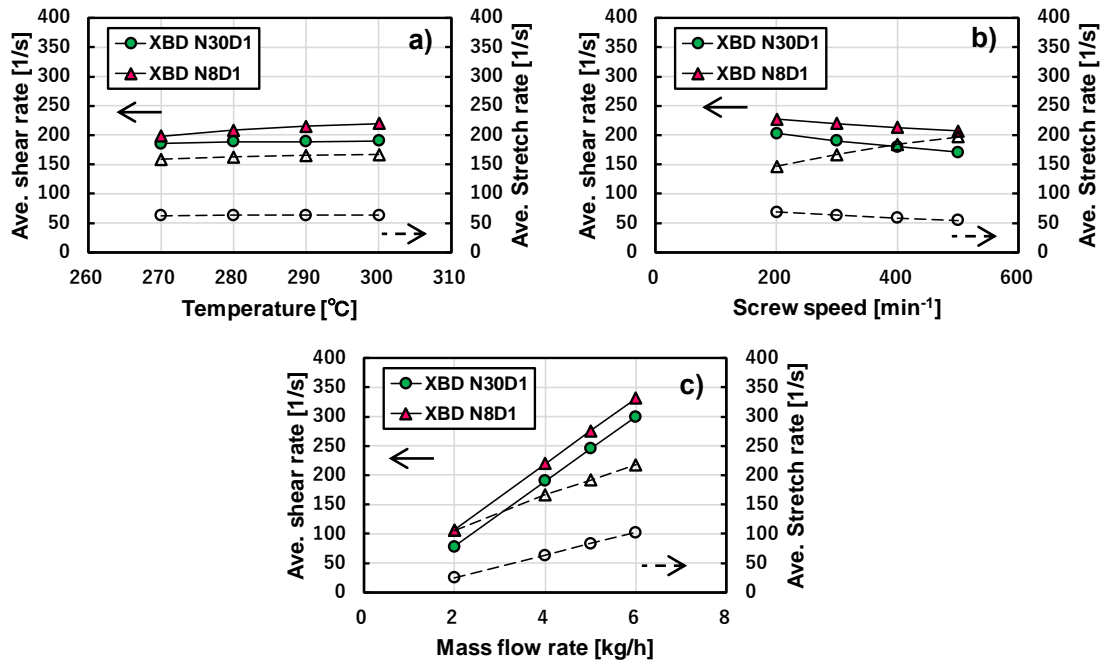 Ave. shear rate [1/s]
400
350
300
250
200
150
100
50
0
XBD N30D1
XBD N8D1
a)
400
350
300
250
200
150
100
50
0
Ave. Stretch rate [1/s]
260 270 280 290 300 310
Temperature [°C]
Ave. shear rate [1/s]
400
350
300
250
200
150
100
50
0
XBD N30D1
XBD N8D1
b)
400
350
300
250
200
150
100
50
0
Ave. Stretch rate [1/s]
0 200 400 600
Screw speed [min⁻¹]
Ave. shear rate [1/s]
400
350
300
250
200
150
100
50
0
XBD N30D1
XBD N8D1
c)
400
350
300
250
200
150
100
50
0
Ave. Stretch rate [1/s]
0 2 4 6 8
Mass flow rate [kg/h]